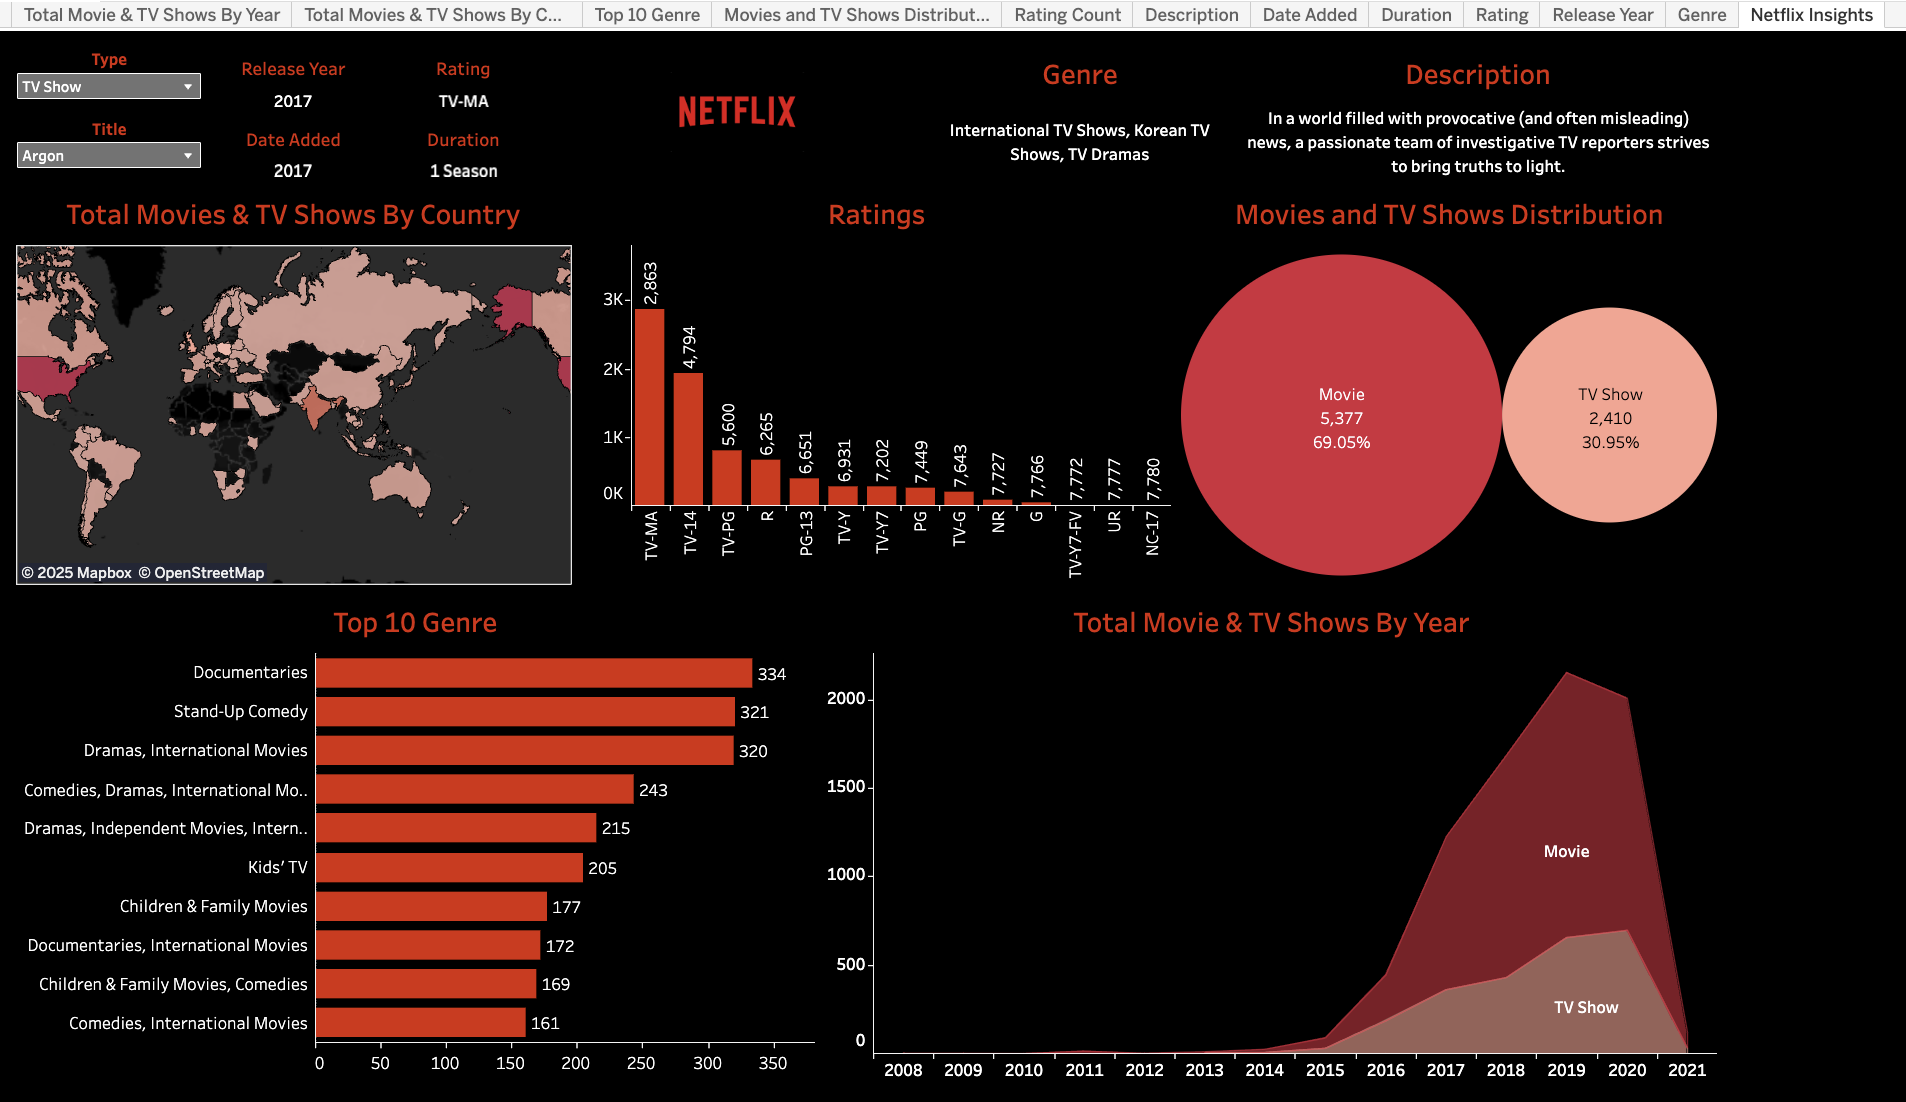 Total Movie & TV Shows By Year
Total Movies & TV Shows By C...
Top 10 Genre
Movies and TV Shows Distribut...
Rating Count
Description
Date Added
Duration
Rating
Release Year
Genre
Netflix Insights
Type
TV Show
Title
Argon
Release Year
2017
Date Added
2017
Rating
TV-MA
Duration
1 Season
NETFLIX
Genre
International TV Shows, Korean TV
Shows, TV Dramas
Description
In a world filled with provocative (and often misleading)
news, a passionate team of investigative TV reporters strives
to bring truths to light.
Total Movies & TV Shows By Country
© 2025 Mapbox © OpenStreetMap
Ratings
3K
2K
1K
0K
2,863
4,794
5,600
6,265
6,651
6,931
7,202
7,449
7,643
7,727
7,766
7,772
7,777
7,780
TV-MA
TV-14
TV-PG
R
PG-13
TV-Y
TV-Y7
PG
TV-G
NR
G
TV-Y7-FV
UR
NC-17
Movies and TV Shows Distribution
Movie
5,377
69.05%
TV Show
2,410
30.95%
Top 10 Genre
Documentaries 334
Stand-Up Comedy 321
Dramas, International Movies 320
Comedies, Dramas, International Mo.. 243
Dramas, Independent Movies, Intern.. 215
Kids' TV 205
Children & Family Movies 177
Documentaries, International Movies 172
Children & Family Movies, Comedies 169
Comedies, International Movies 161
0 50 100 150 200 250 300 350
Total Movie & TV Shows By Year
2000
1500
1000
500
0
Movie
TV Show
2008 2009 2010 2011 2012 2013 2014 2015 2016 2017 2018 2019 2020 2021